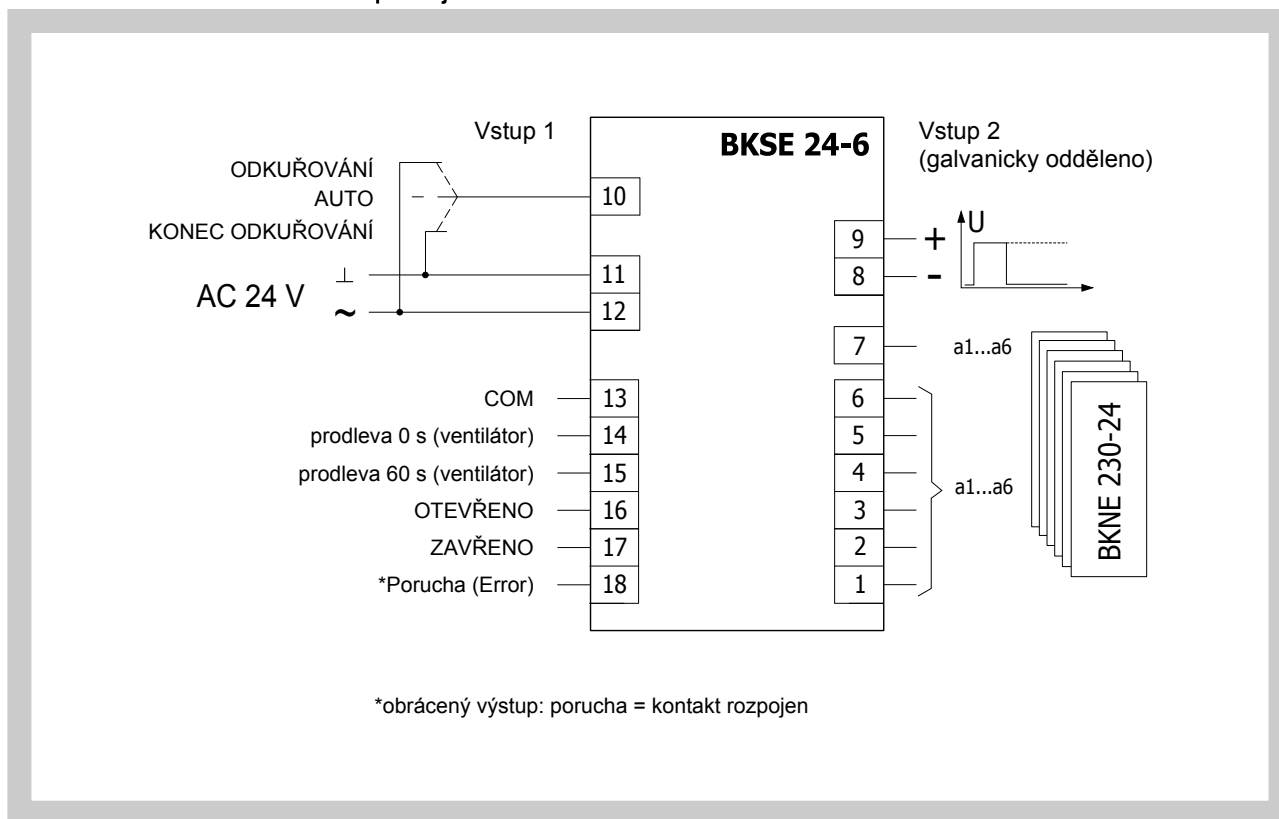 Vstup 1
BKSE 24-6
Vstup 2
(galvanicky odděleno)
ODKUŘOVÁNÍ
AUTO
KONEC ODKUŘOVÁNÍ
AC 24 V
⊥
~
10
11
12
9
8
+
-
U
7
a1...a6
COM
13
prodleva 0 s (ventilátor)
14
prodleva 60 s (ventilátor)
15
OTEVŘENO
16
ZAVŘENO
17
*Porucha (Error)
18
6
5
4
3
2
1
a1...a6
BKNE 230-24
*obrácený výstup: porucha = kontakt rozpojen